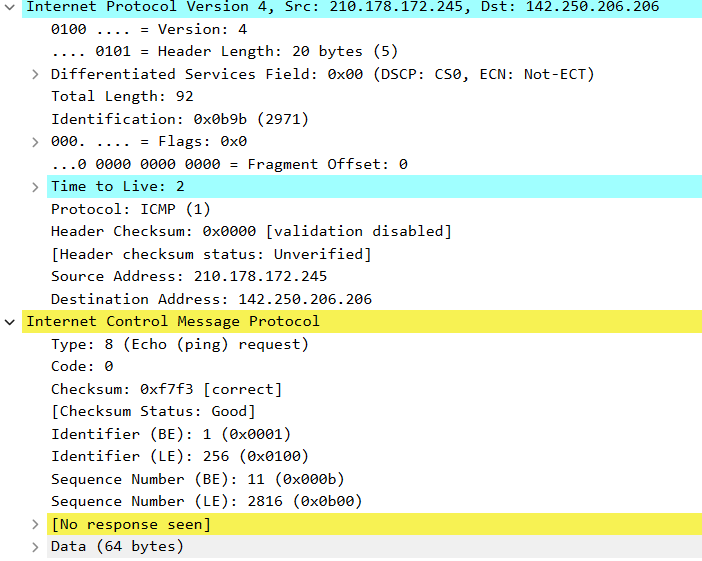 Internet Protocol Version 4, Src: 210.178.172.245, Dst: 142.250.206.206
0100 .... = Version: 4
.... 0101 = Header Length: 20 bytes (5)
Differentiated Services Field: 0x00 (DSCP: CS0, ECN: Not-ECT)
Total Length: 92
Identification: 0x0b9b (2971)
000. .... = Flags: 0x0
...0 0000 0000 0000 = Fragment Offset: 0
Time to Live: 2
Protocol: ICMP (1)
Header Checksum: 0x0000 [validation disabled]
[Header checksum status: Unverified]
Source Address: 210.178.172.245
Destination Address: 142.250.206.206
Internet Control Message Protocol
Type: 8 (Echo (ping) request)
Code: 0
Checksum: 0xf7f3 [correct]
[Checksum Status: Good]
Identifier (BE): 1 (0x0001)
Identifier (LE): 256 (0x0100)
Sequence Number (BE): 11 (0x000b)
Sequence Number (LE): 2816 (0x0b00)
[No response seen]
Data (64 bytes)